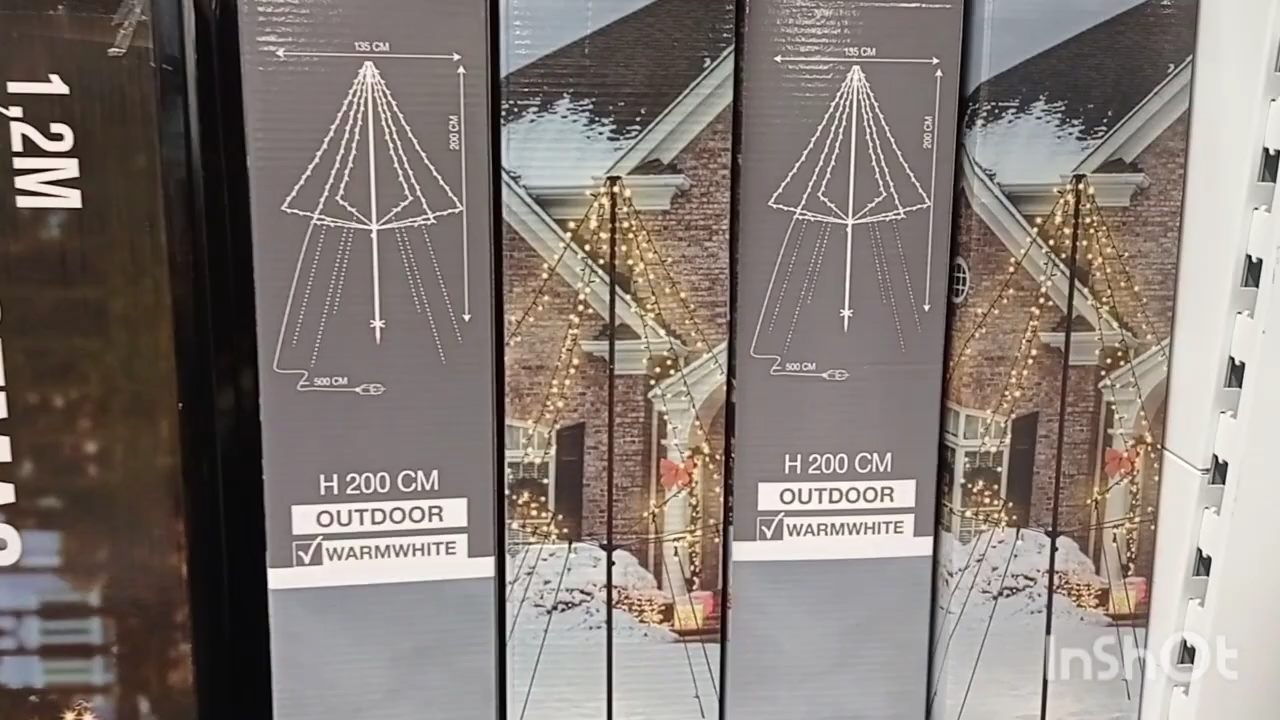 1,2M
135 CM
200 CM
500 CM
H 200 CM
OUTDOOR
WARMWHITE
135 CM
200 CM
500 CM
H 200 CM
OUTDOOR
WARMWHITE
InShOt